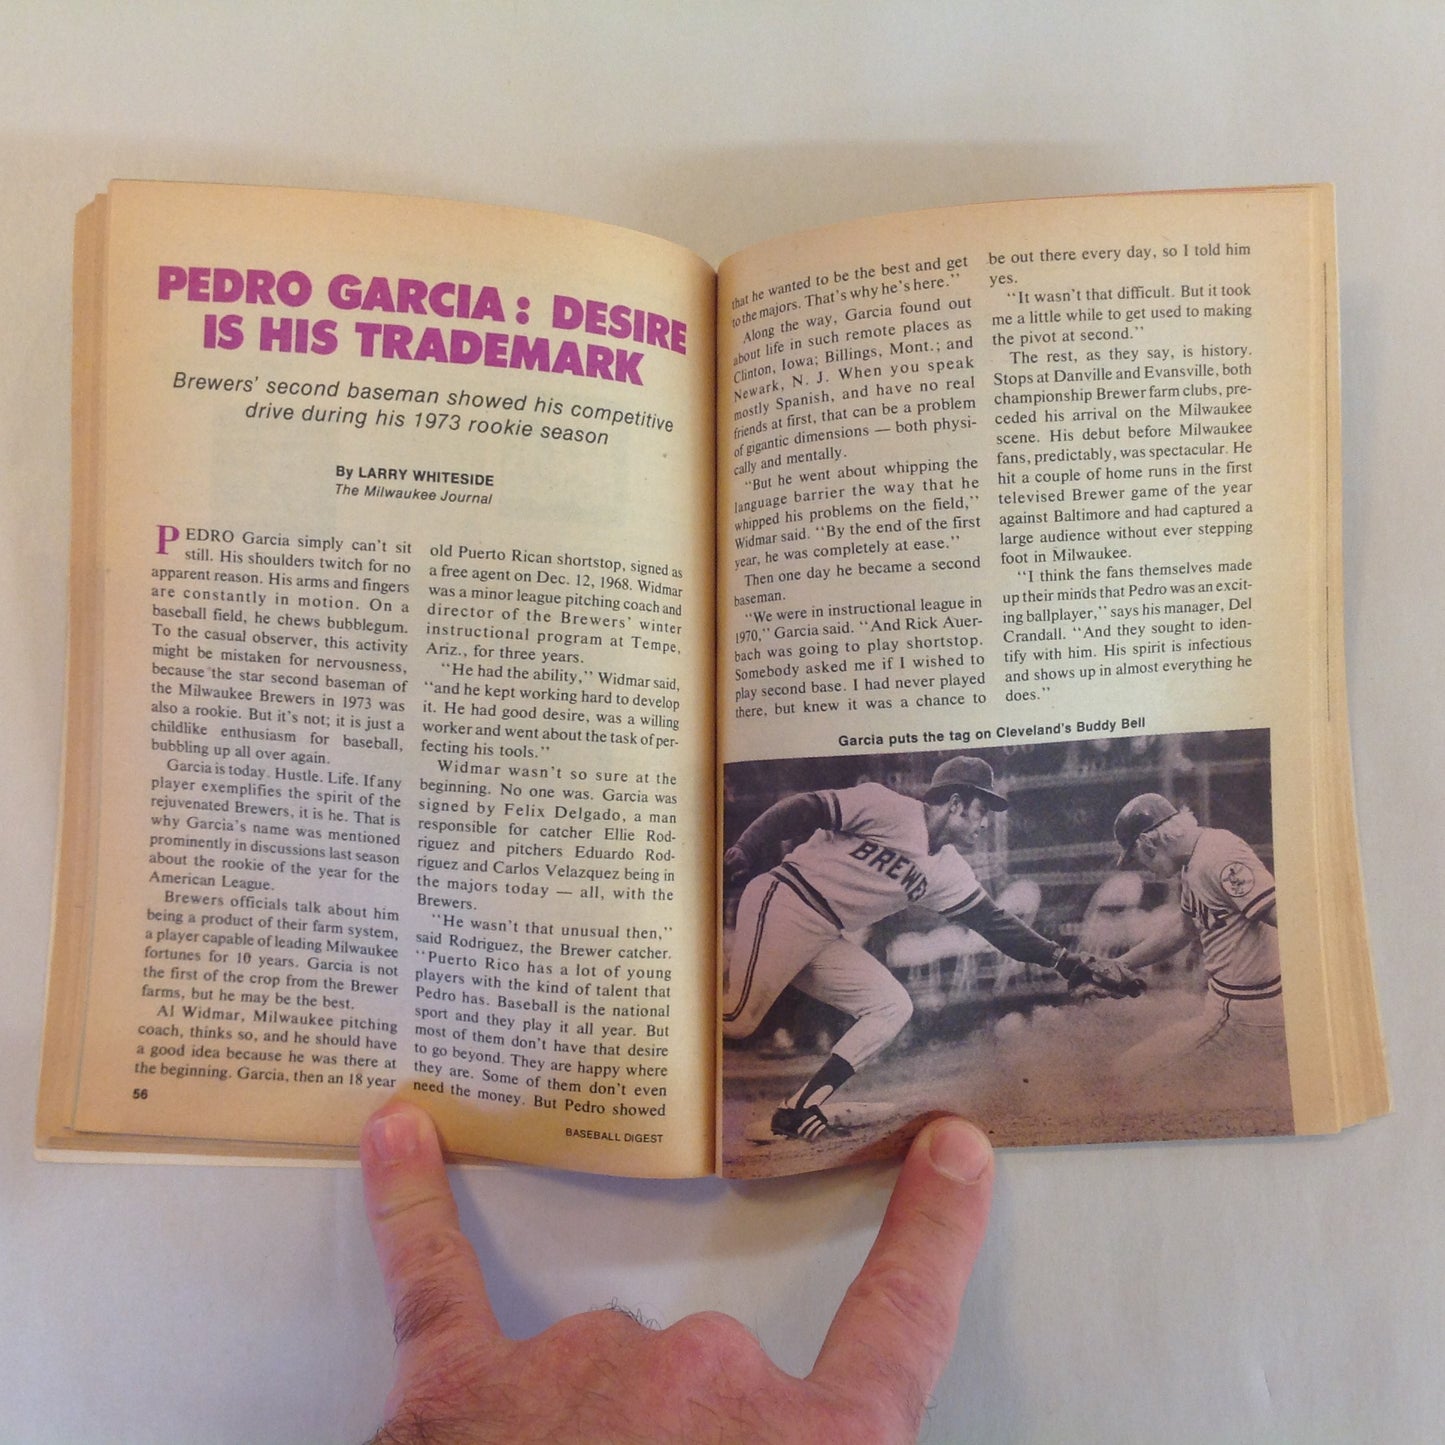 PEDRO GARCIA: DESIRE
IS HIS TRADEMARK
Brewers' second baseman showed his competitive
drive during his 1973 rookie season
By LARRY WHITESIDE
The Milwaukee Journal
PEDRO Garcia simply can't sit
still. His shoulders twitch for no
apparent reason. His arms and fingers
are constantly in motion. On a
baseball field, he chews bubblegum.
To the casual observer, this activity
might be mistaken for nervousness,
because the star second baseman of
the Milwaukee Brewers in 1973 was
also a rookie. But it's not; it is just a
childlike enthusiasm for baseball,
bubbling up all over again.
Garcia is today. Hustle. Life. If any
player exemplifies the spirit of the
rejuvenated Brewers, it is he. That is
why Garcia's name was mentioned
prominently in discussions last season
about the rookie of the year for the
American League.
Brewers officials talk about him
being a product of their farm system,
a player capable of leading Milwaukee
fortunes for 10 years. Garcia is not
the first of the crop from the Brewer
farms, but he may be the best.
Al Widmar, Milwaukee pitching
coach, thinks so, and he should have
a good idea because he was there at
the beginning. Garcia, then an 18 year
old Puerto Rican shortstop, signed as
a free agent on Dec. 12, 1968. Widmar
was a minor league pitching coach and
director of the Brewers' winter
instructional program at Tempe,
Ariz., for three years.
"He had the ability," Widmar said,
"and he kept working hard to develop
it. He had good desire, was a willing
worker and went about the task of per-
fecting his tools."
Widmar wasn't so sure at the
beginning. No one was. Garcia was
signed by Felix Delgado, a man
responsible for catcher Ellie Rod-
riguez and pitchers Eduardo Rod-
riguez and Carlos Velazquez being in
the majors today — all, with the
Brewers.
"He wasn't that unusual then,"
said Rodriguez, the Brewer catcher.
"Puerto Rico has a lot of young
players with the kind of talent that
Pedro has. Baseball is the national
sport and they play it all year. But
most of them don't have that desire
to go beyond. They are happy where
they are. Some of them don't even
need the money. But Pedro showed
56
BASEBALL DIGEST
that he wanted to be the best and get
to the majors. That's why he's here."
Along the way, Garcia found out
about life in such remote places as
Clinton, Iowa; Billings, Mont.; and
Newark, N. J. When you speak
mostly Spanish, and have no real
friends at first, that can be a problem
of gigantic dimensions — both physi-
cally and mentally.
"But he went about whipping the
language barrier the way that he
whipped his problems on the field,"
Widmar said. "By the end of the first
year, he was completely at ease."
Then one day he became a second
baseman.
"We were in instructional league in
1970," Garcia said. "And Rick Auer-
bach was going to play shortstop.
Somebody asked me if I wished to
play second base. I had never played
there, but knew it was a chance to
be out there every day, so I told him
yes.
"It wasn't that difficult. But it took
me a little while to get used to making
the pivot at second."
The rest, as they say, is history.
Stops at Danville and Evansville, both
championship Brewer farm clubs, pre-
ceded his arrival on the Milwaukee
scene. His debut before Milwaukee
fans, predictably, was spectacular. He
hit a couple of home runs in the first
televised Brewer game of the year
against Baltimore and had captured a
large audience without ever stepping
foot in Milwaukee.
"I think the fans themselves made
up their minds that Pedro was an excit-
ing ballplayer," says his manager, Del
Crandall. "And they sought to iden-
tify with him. His spirit is infectious
and shows up in almost everything he
does."
Garcia puts the tag on Cleveland's Buddy Bell
BREWE